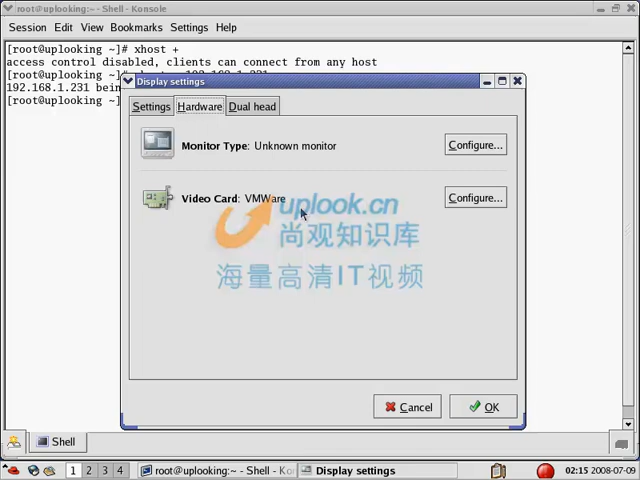 root@uplooking:~ - Shell - Konsole
Session Edit View Bookmarks Settings Help
[root@uplooking ~]# xhost +
access control disabled, clients can connect from any host
[root@uplooking ~]#
192.168.1.231 bein
[root@uplooking ~]
Display settings
Settings Hardware Dual head
Monitor Type: Unknown monitor Configure...
Video Card: VMWare Configure...
uplook.cn
尚观知识库
海量高清IT视频
Cancel OK
Shell
1 2 3 4 root@uplooking:~ - Shell - Ko Display settings 02:15 2008-07-09